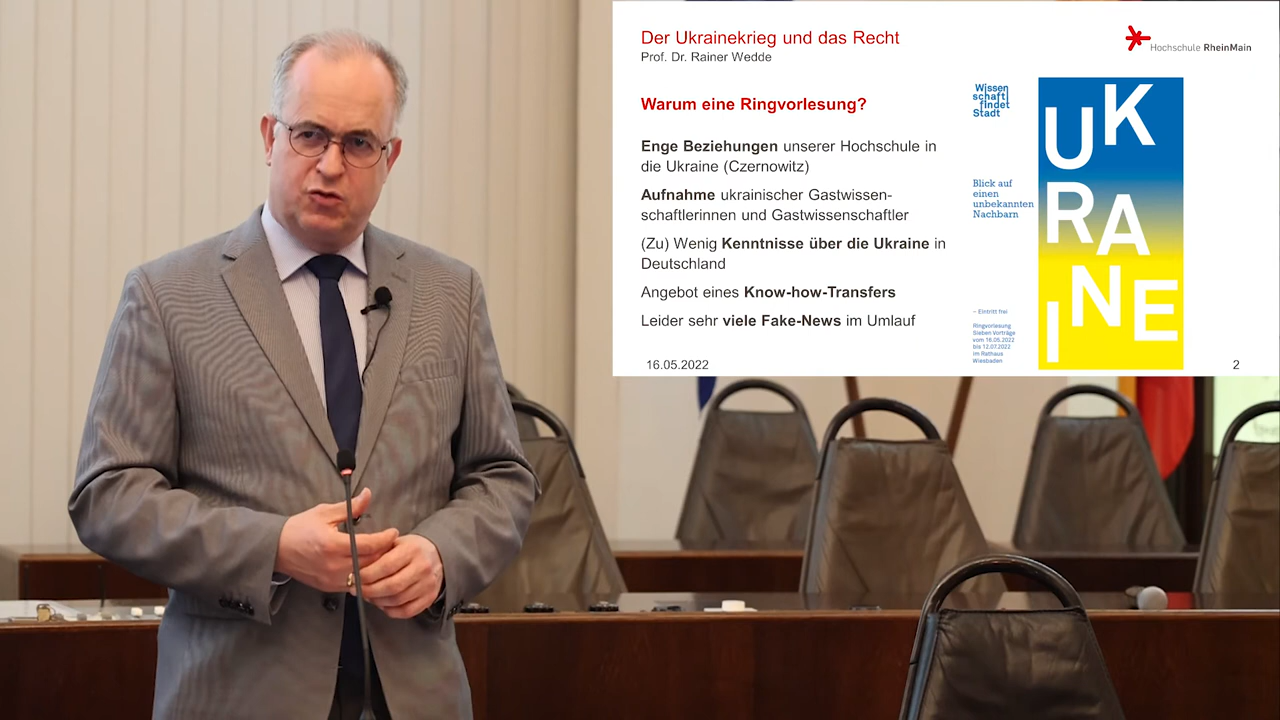 Der Ukrainekrieg und das Recht
Prof. Dr. Rainer Wedde
Hochschule RheinMain
Warum eine Ringvorlesung?
Enge Beziehungen unserer Hochschule in
die Ukraine (Czernowitz)
Aufnahme ukrainischer Gastwissen-
schaftlerinnen und Gastwissenschaftler
(Zu) Wenig Kenntnisse über die Ukraine in
Deutschland
Angebot eines Know-how-Transfers
Leider sehr viele Fake-News im Umlauf
16.05.2022
Wissen
schaft
findet
Stadt
Blick auf
einen
unbekannten
Nachbarn
– Eintritt frei
Ringvorlesung
Sieben Vorträge
vom 16.05.2022
bis 12.07.2022
im Rathaus
Wiesbaden
UK
RA
INE
2